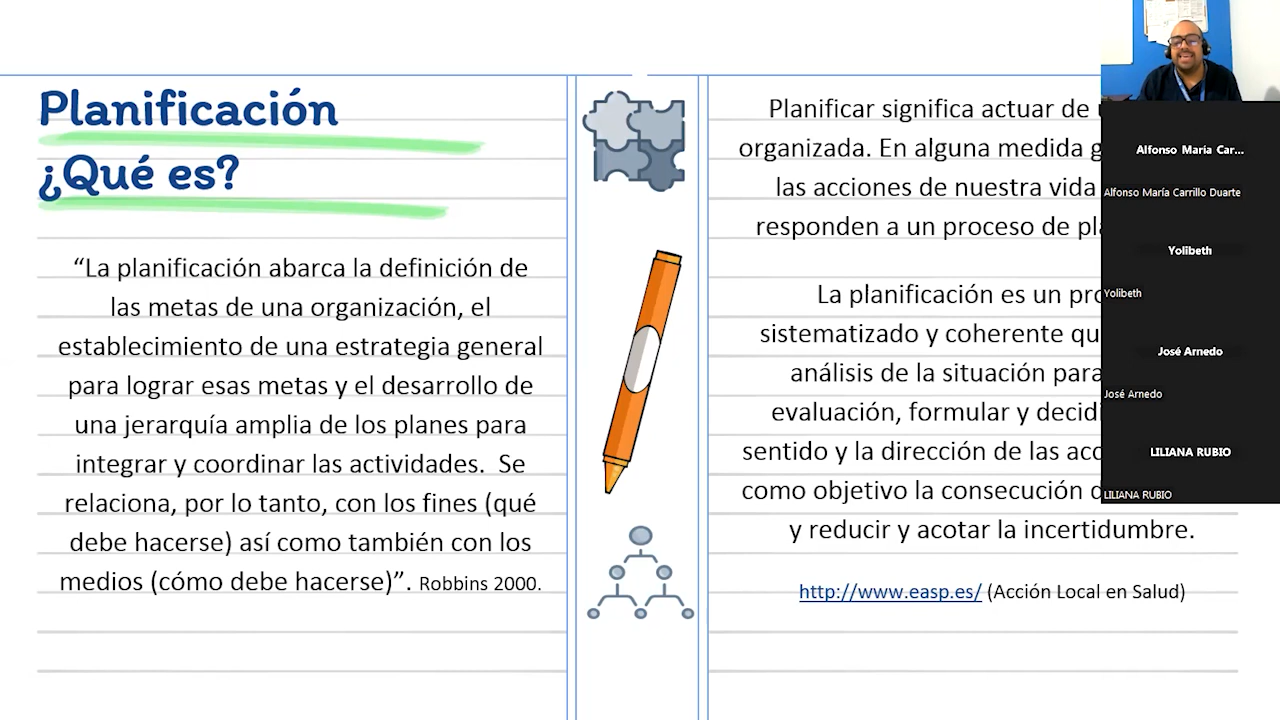 Planificación
¿Qué es?
“La planificación abarca la definición de
las metas de una organización, el
establecimiento de una estrategia general
para lograr esas metas y el desarrollo de
una jerarquía amplia de los planes para
integrar y coordinar las actividades. Se
relaciona, por lo tanto, con los fines (qué
debe hacerse) así como también con los
medios (cómo debe hacerse)”. Robbins 2000.
Planificar significa actuar de
organizada. En alguna medida
las acciones de nuestra vida
responden a un proceso de
La planificación es un
sistematizado y coherente
análisis de la situación para
evaluación, formular y
sentido y la dirección de las
como objetivo la consecución
y reducir y acotar la incertidumbre.
http://www.easp.es/ (Acción Local en Salud)
Alfonso María Car...
Alfonso María Carrillo Duarte
Yolibeth
Yolibeth
José Arnedo
José Arnedo
LILIANA RUBIO
LILIANA RUBIO